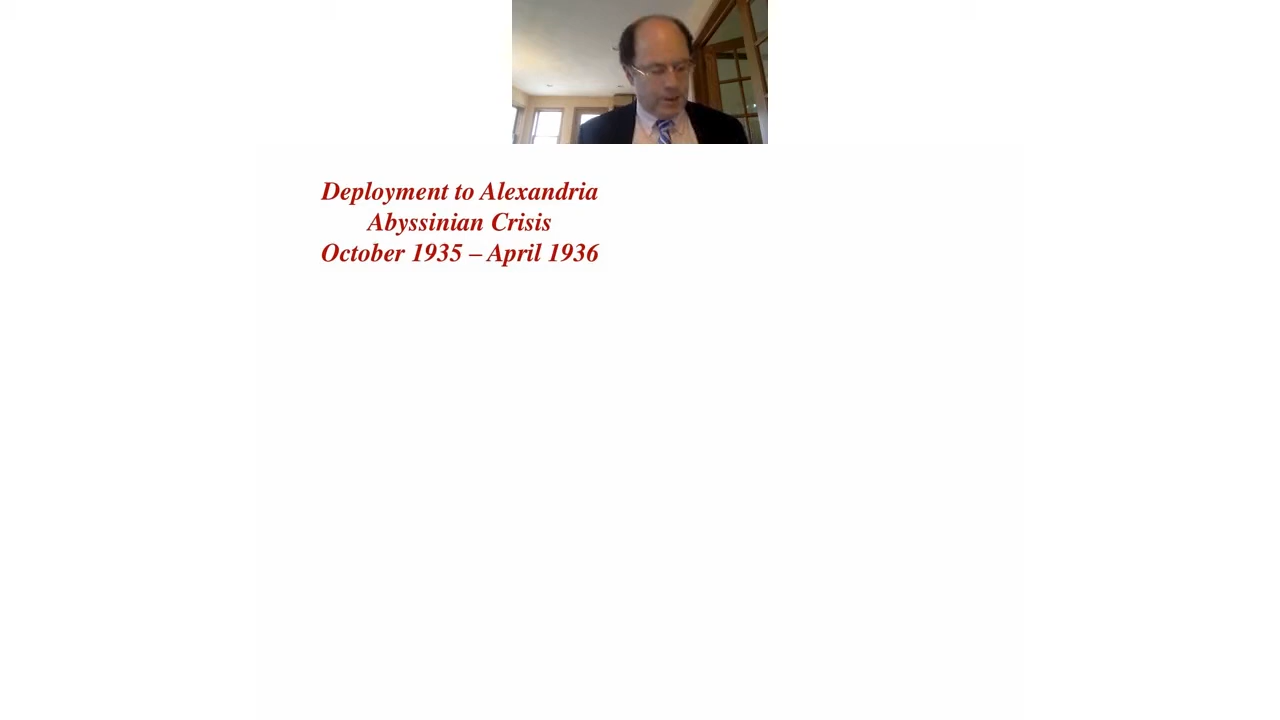 Deployment to Alexandria
Abyssinian Crisis
October 1935 – April 1936